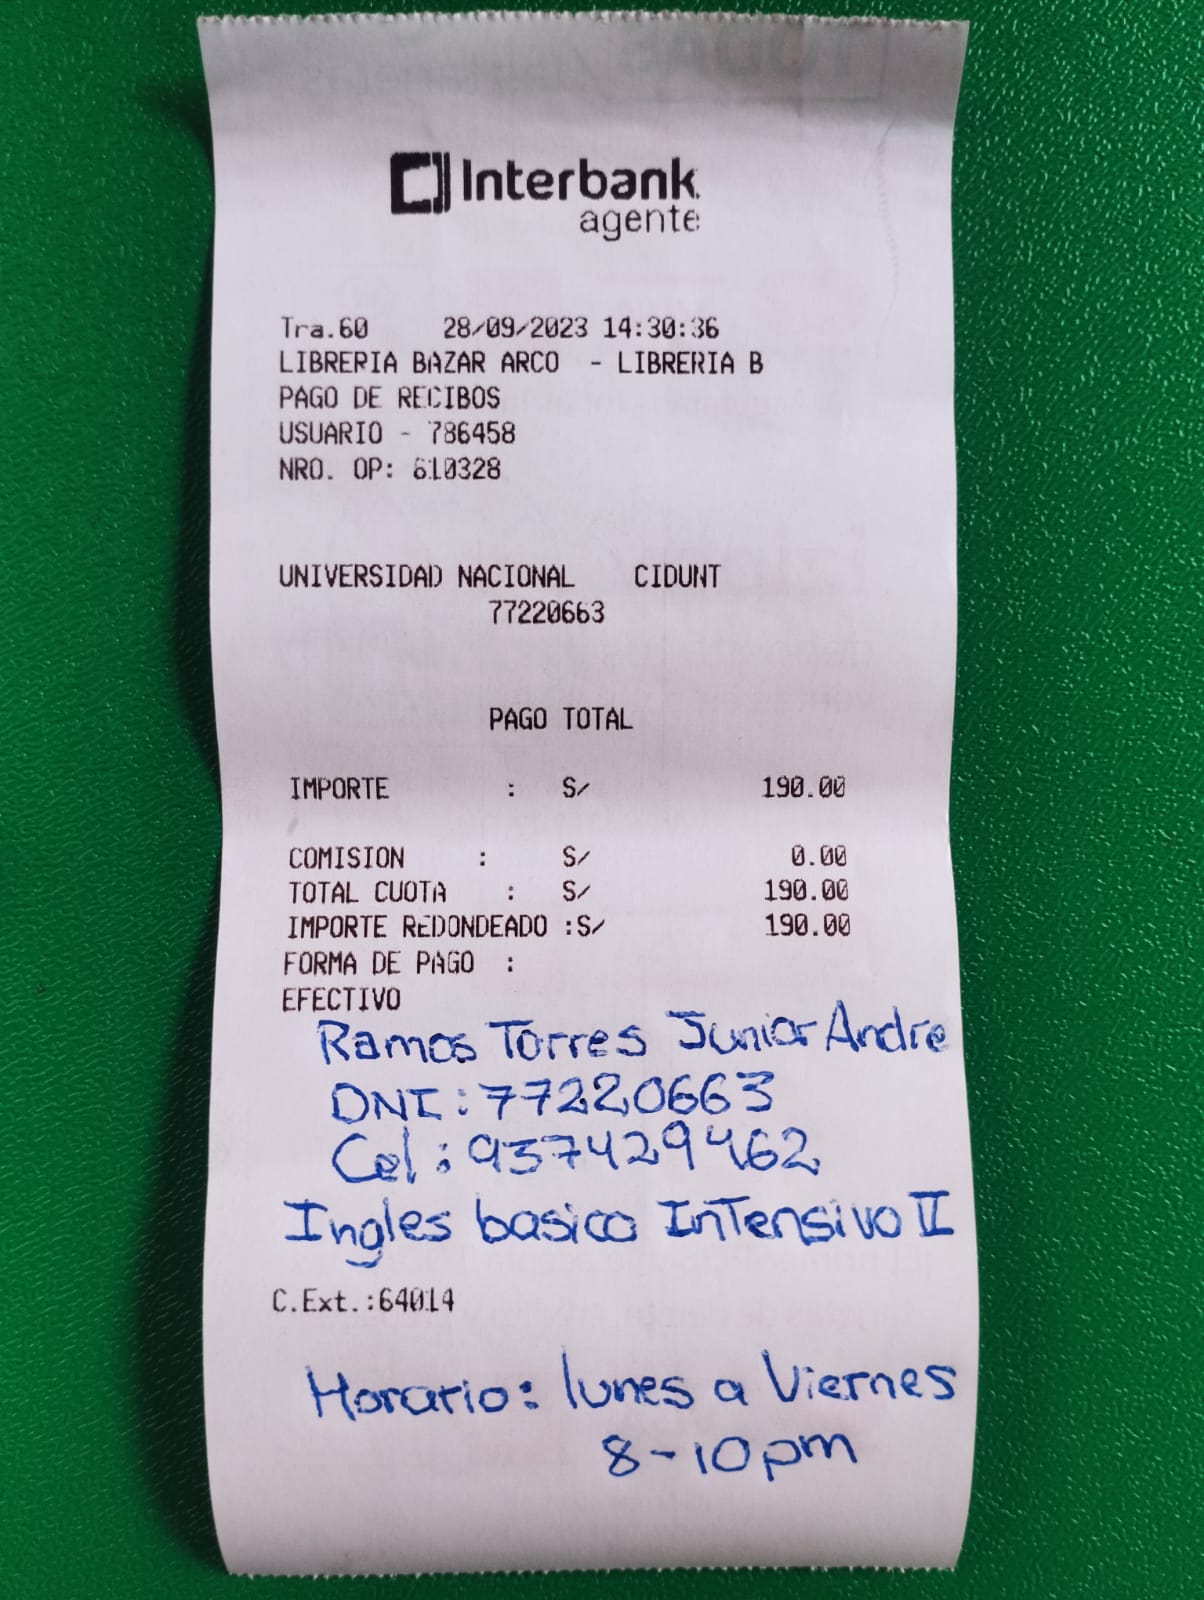 Interbank
agente
Tra.60 28/09/2023 14:30:36
LIBRERIA BAZAR ARCO - LIBRERIA B
PAGO DE RECIBOS
USUARIO - 786458
NRO. OP: 610328
UNIVERSIDAD NACIONAL CIDUNT
77220663
PAGO TOTAL
IMPORTE : S/ 190.00
COMISION : S/ 0.00
TOTAL CUOTA : S/ 190.00
IMPORTE REDONDEADO :S/ 190.00
FORMA DE PAGO :
EFECTIVO
Ramos Torres Junior Andre
DNI: 77220663
Cel: 937429462
Ingles basico Intensivo II
C.Ext.:64014
Horario: lunes a Viernes
8-10pm